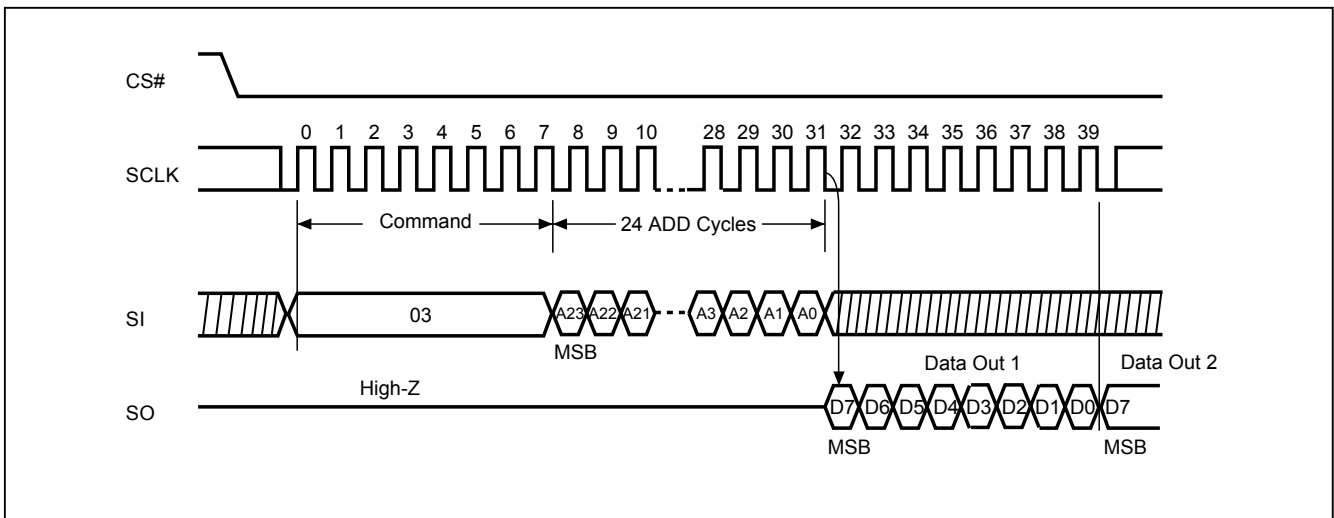 CS#
0 1 2 3 4 5 6 7 8 9 10 28 29 30 31 32 33 34 35 36 37 38 39
SCLK
Command 24 ADD Cycles
SI 03 A23 A22 A21 A3 A2 A1 A0
MSB
Data Out 1 Data Out 2
High-Z
SO D7 D6 D5 D4 D3 D2 D1 D0 D7
MSB MSB